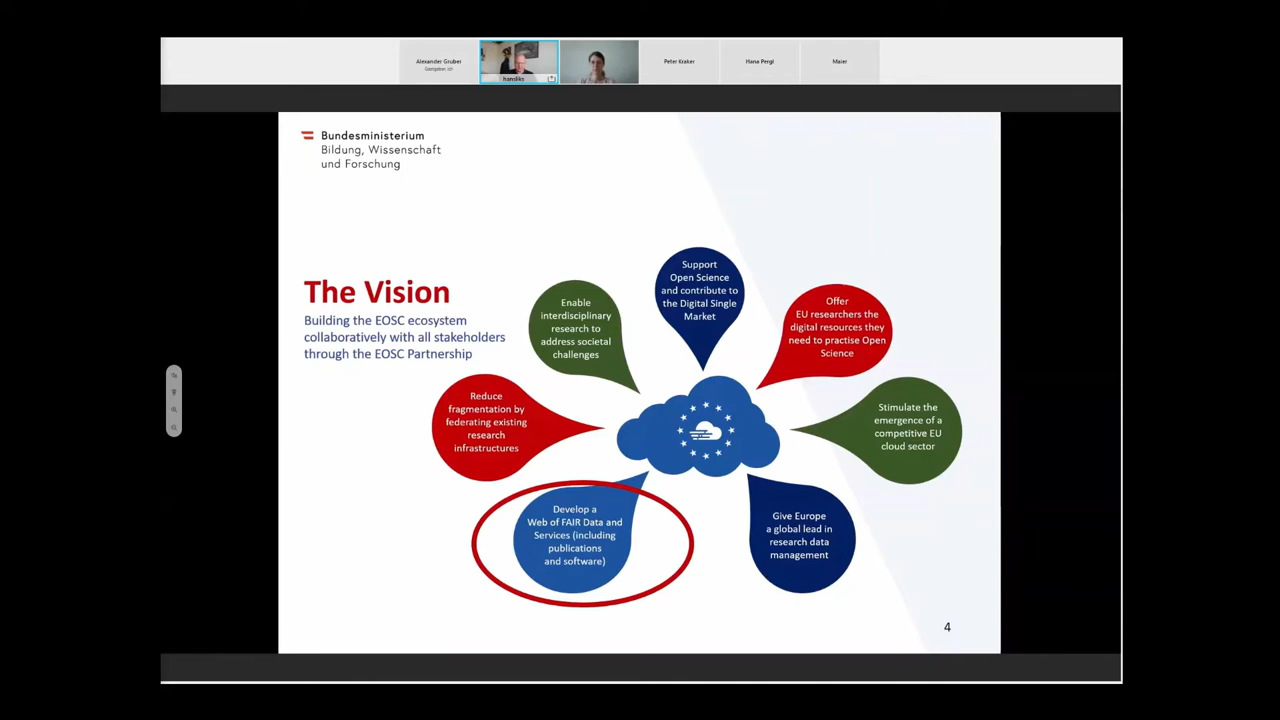 Alexander Gruber
Gastgeber, ich
hansliks
Peter Kraker
Hana Pergl
Maier
Bundesministerium
Bildung, Wissenschaft
und Forschung
The Vision
Building the EOSC ecosystem
collaboratively with all stakeholders
through the EOSC Partnership
Support
Open Science
and contribute to
the Digital Single
Market
Enable
interdisciplinary
research to
address societal
challenges
Offer
EU researchers the
digital resources they
need to practise Open
Science
Reduce
fragmentation by
federating existing
research
infrastructures
Stimulate the
emergence of a
competitive EU
cloud sector
Develop a
Web of FAIR Data and
Services (including
publications
and software)
Give Europe
a global lead in
research data
management
4